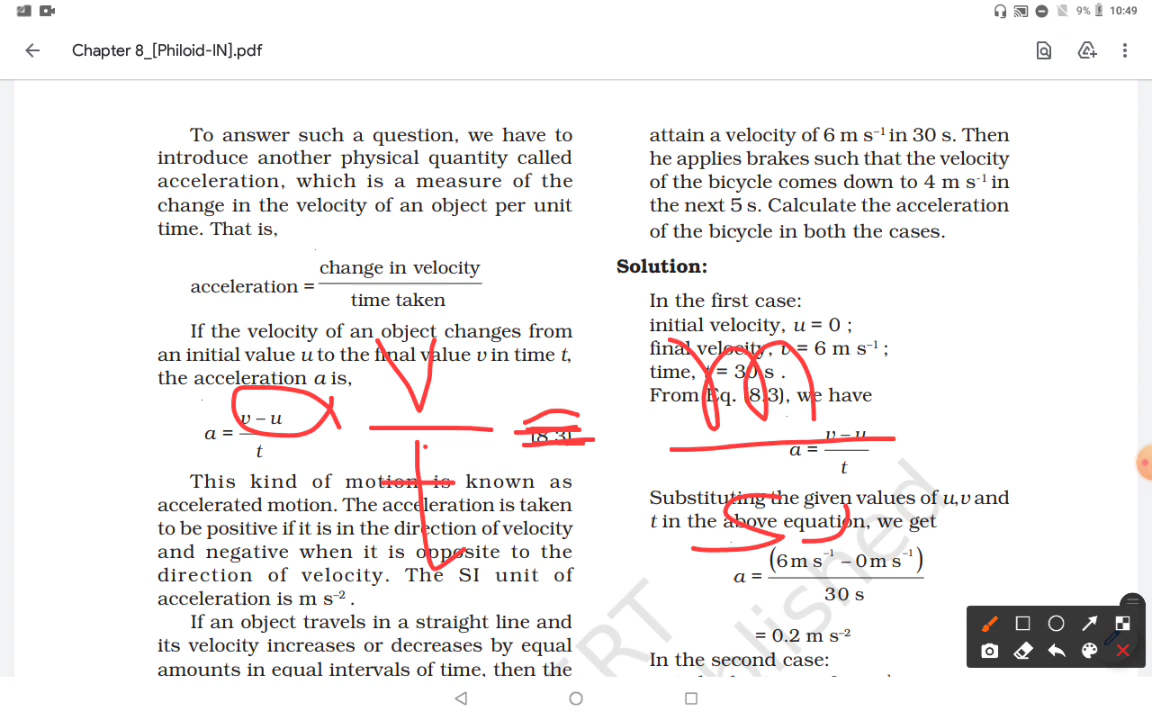 9% 10:49
Chapter 8_[Philoid-IN].pdf
To answer such a question, we have to
introduce another physical quantity called
acceleration, which is a measure of the
change in the velocity of an object per unit
time. That is,
acceleration = change in velocity
time taken
If the velocity of an object changes from
an initial value u to the final value v in time t,
the acceleration a is,
a = v – u
t
(8.3)
V
t
This kind of motion is known as
accelerated motion. The acceleration is taken
to be positive if it is in the direction of velocity
and negative when it is opposite to the
direction of velocity. The SI unit of
acceleration is m s⁻².
If an object travels in a straight line and
its velocity increases or decreases by equal
amounts in equal intervals of time, then the
attain a velocity of 6 m s⁻¹ in 30 s. Then
he applies brakes such that the velocity
of the bicycle comes down to 4 m s⁻¹ in
the next 5 s. Calculate the acceleration
of the bicycle in both the cases.
Solution:
In the first case:
initial velocity, u = 0 ;
final velocity, v = 6 m s⁻¹ ;
time, t = 30 s .
From Eq. (8.3), we have
a = v – u
t
m
s
Substituting the given values of u,v and
t in the above equation, we get
a = (6 m s⁻¹ – 0 m s⁻¹)
30 s
= 0.2 m s⁻²
In the second case: